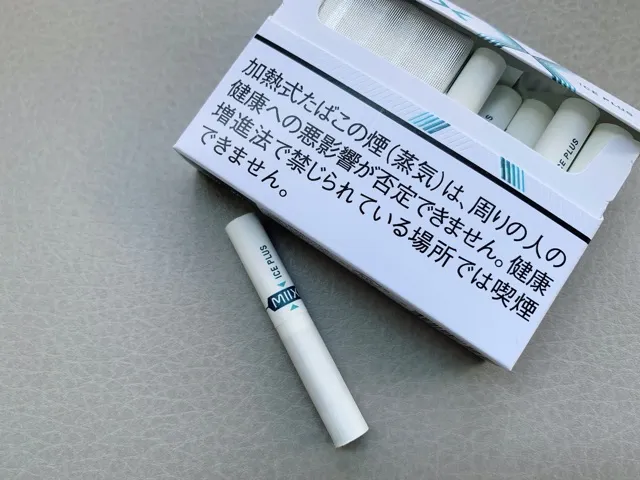 ICE PLUS
加熱式たばこの煙（蒸気）は、周りの人の
健康への悪影響が否定できません。健康
増進法で禁じられている場所では喫煙
できません。
CE PLUS
ICE PLUS
MIIX